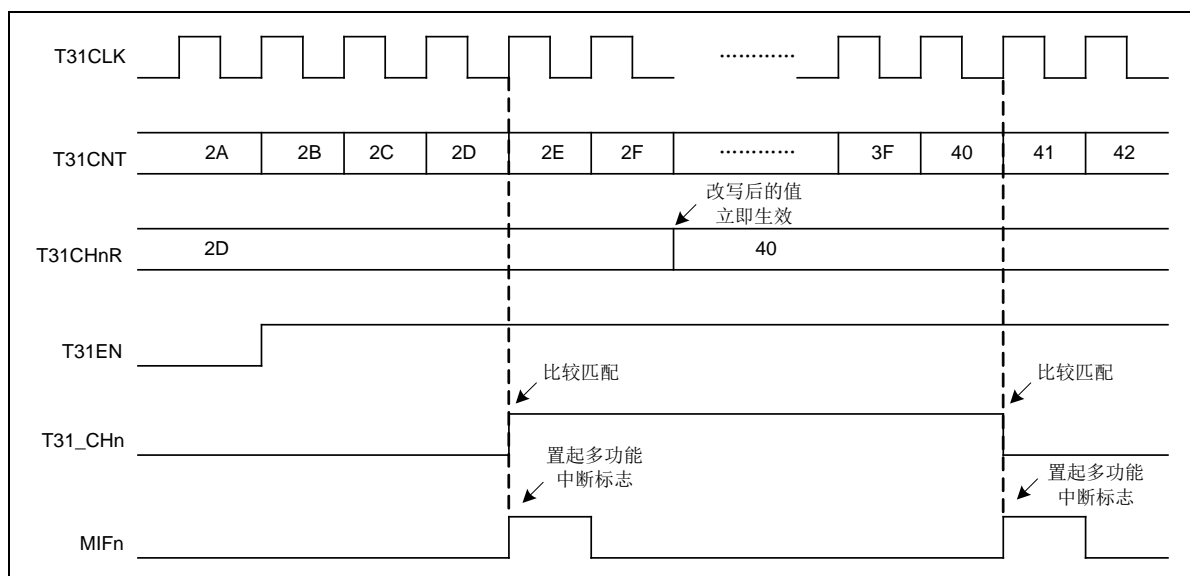 T31CLK
............
T31CNT
2A 2B 2C 2D 2E 2F ............ 3F 40 41 42
改写后的值
立即生效
T31CHnR
2D 40
T31EN
比较匹配
比较匹配
T31_CHn
置起多功能
中断标志
置起多功能
中断标志
MIFn